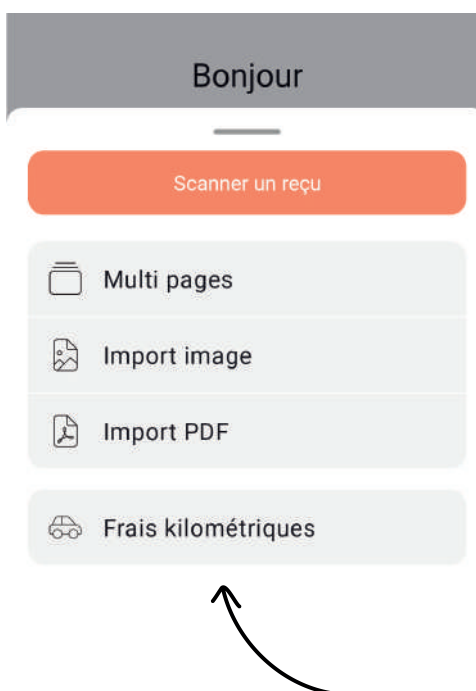 Bonjour
Scanner un reçu
Multi pages
Import image
Import PDF
Frais kilométriques